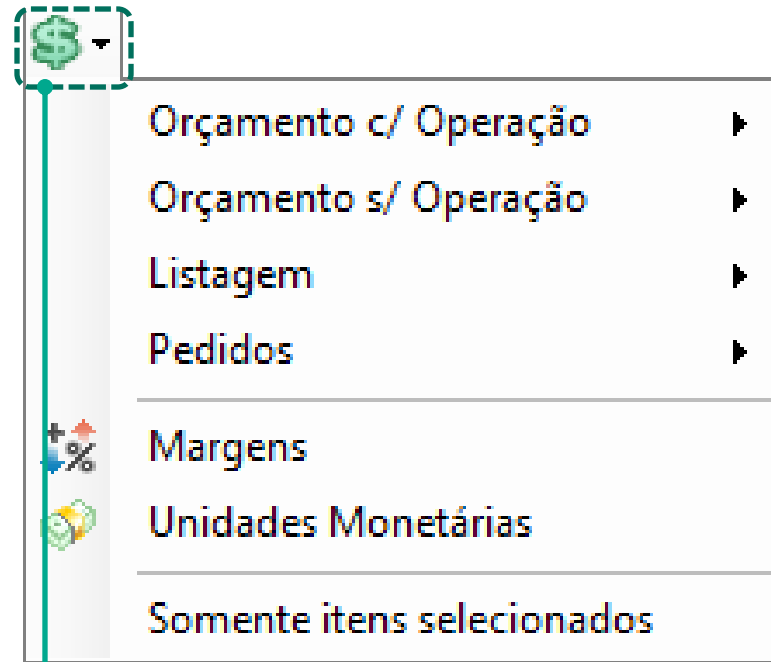 Orçamento c/ Operação
Orçamento s/ Operação
Listagem
Pedidos
Margens
Unidades Monetárias
Somente itens selecionados